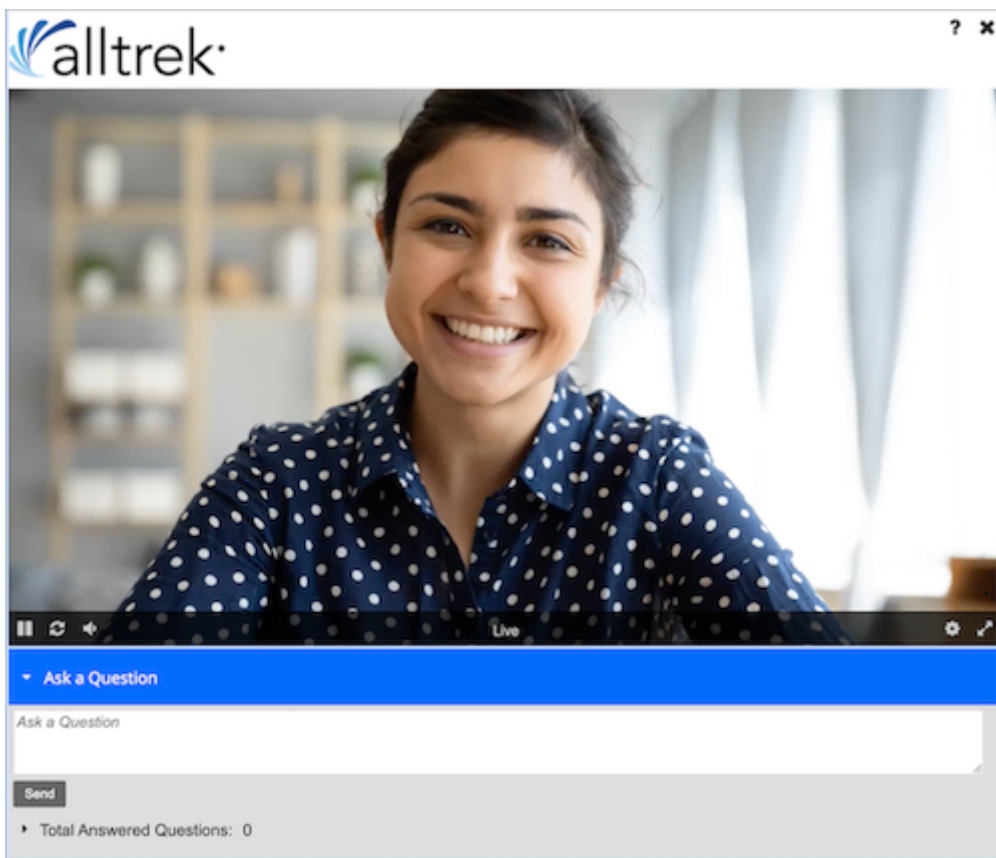 alltrek
? ×
Live
Ask a Question
Ask a Question
Send
Total Answered Questions: 0